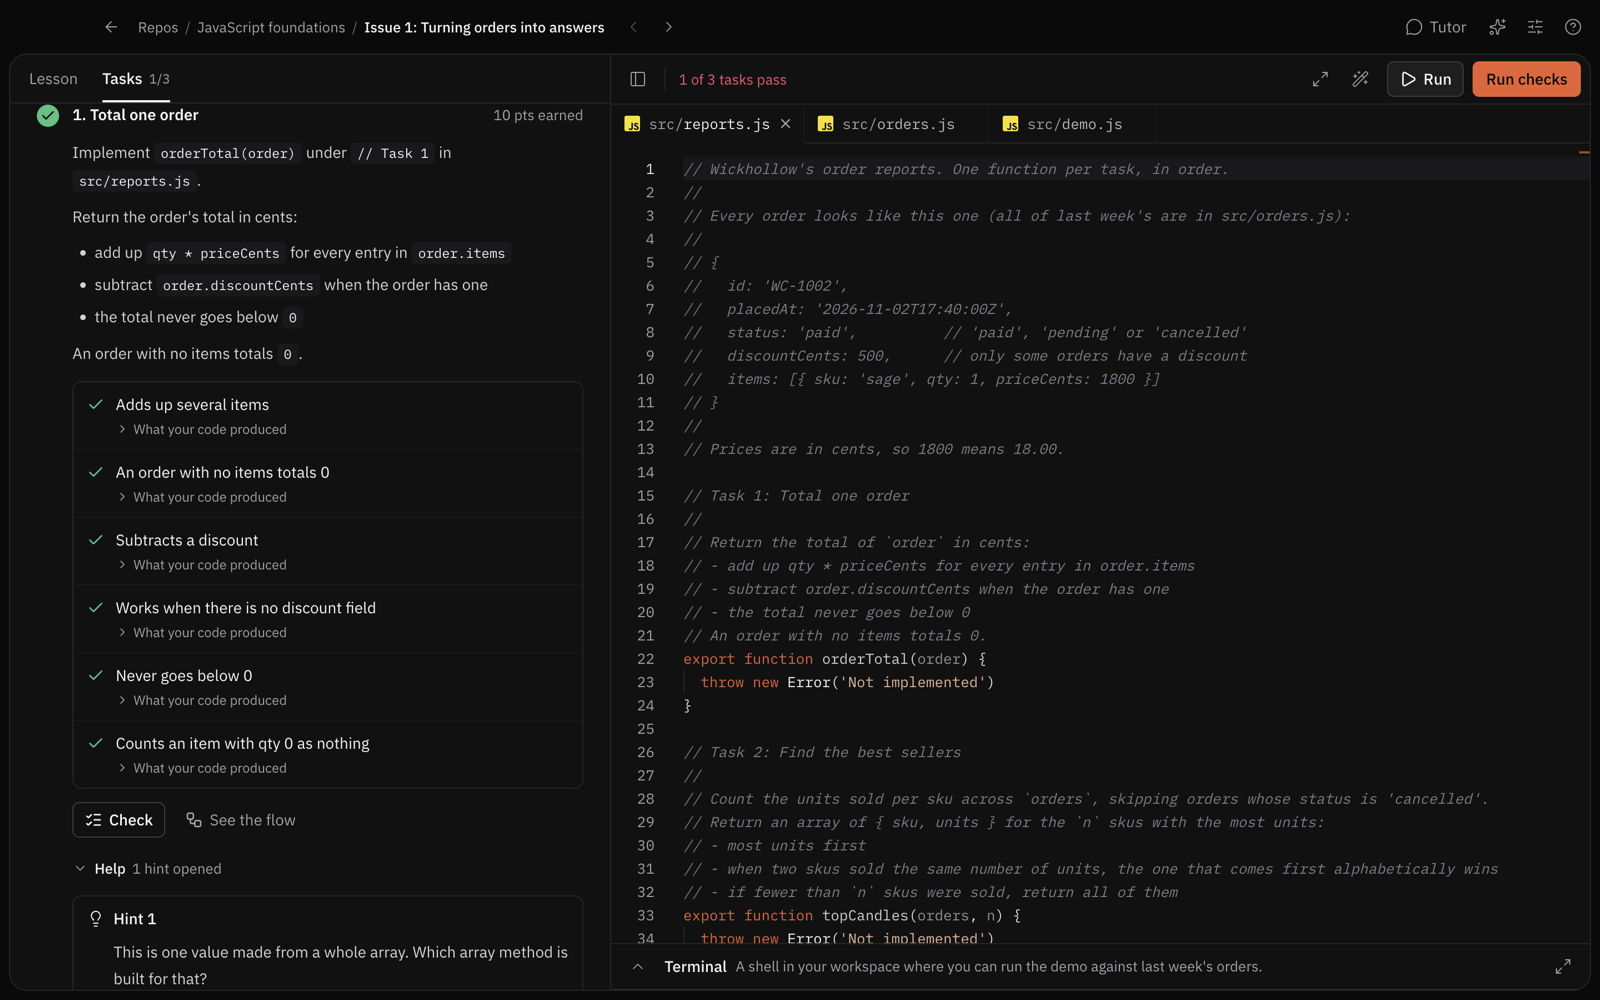 Repos / JavaScript foundations / Issue 1: Turning orders into answers
Tutor
Lesson
Tasks 1/3
1. Total one order
10 pts earned
Implement orderTotal(order) under // Task 1 in
src/reports.js .
Return the order's total in cents:
• add up qty * priceCents for every entry in order.items
• subtract order.discountCents when the order has one
• the total never goes below 0
An order with no items totals 0 .
Adds up several items
What your code produced
An order with no items totals 0
What your code produced
Subtracts a discount
What your code produced
Works when there is no discount field
What your code produced
Never goes below 0
What your code produced
Counts an item with qty 0 as nothing
What your code produced
Check
See the flow
Help 1 hint opened
Hint 1
This is one value made from a whole array. Which array method is
built for that?
1 of 3 tasks pass
Run
Run checks
JS src/reports.js
JS src/orders.js
JS src/demo.js
1 // Wickhollow's order reports. One function per task, in order.
2 //
3 // Every order looks like this one (all of last week's are in src/orders.js):
4 //
5 // {
6 //   id: 'WC-1002',
7 //   placedAt: '2026-11-02T17:40:00Z',
8 //   status: 'paid',          // 'paid', 'pending' or 'cancelled'
9 //   discountCents: 500,      // only some orders have a discount
10 //   items: [{ sku: 'sage', qty: 1, priceCents: 1800 }]
11 // }
12 //
13 // Prices are in cents, so 1800 means 18.00.
14
15 // Task 1: Total one order
16 //
17 // Return the total of `order` in cents:
18 // - add up qty * priceCents for every entry in order.items
19 // - subtract order.discountCents when the order has one
20 // - the total never goes below 0
21 // An order with no items totals 0.
22 export function orderTotal(order) {
23   throw new Error('Not implemented')
24 }
25
26 // Task 2: Find the best sellers
27 //
28 // Count the units sold per sku across `orders`, skipping orders whose status is 'cancelled'.
29 // Return an array of { sku, units } for the `n` skus with the most units:
30 // - most units first
31 // - when two skus sold the same number of units, the one that comes first alphabetically wins
32 // - if fewer than `n` skus were sold, return all of them
33 export function topCandles(orders, n) {
34   throw new Error('Not implemented')
Terminal A shell in your workspace where you can run the demo against last week's orders.